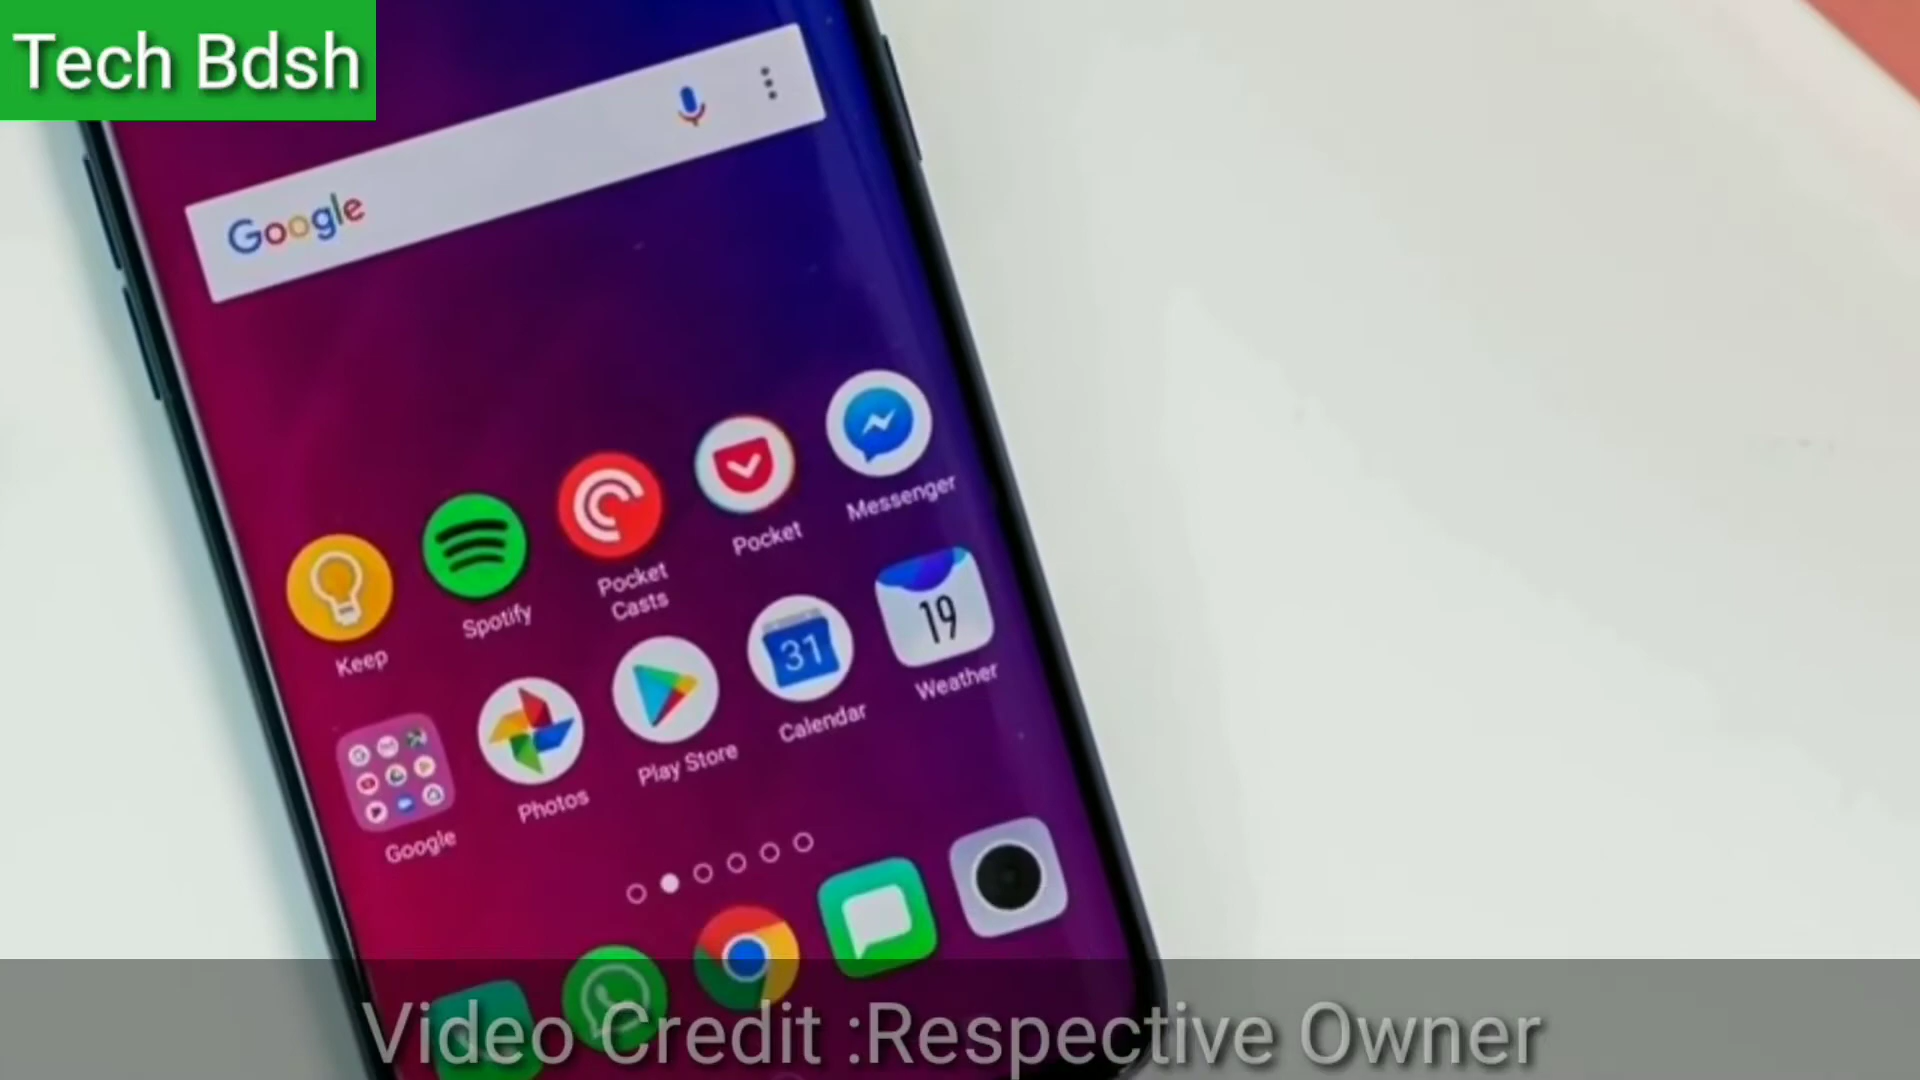 Tech Bdsh
Google
Keep
Spotify
Pocket
Casts
Pocket
Messenger
19
Google
Photos
Play Store
31
Calendar
Weather
Video Credit :Respective Owner